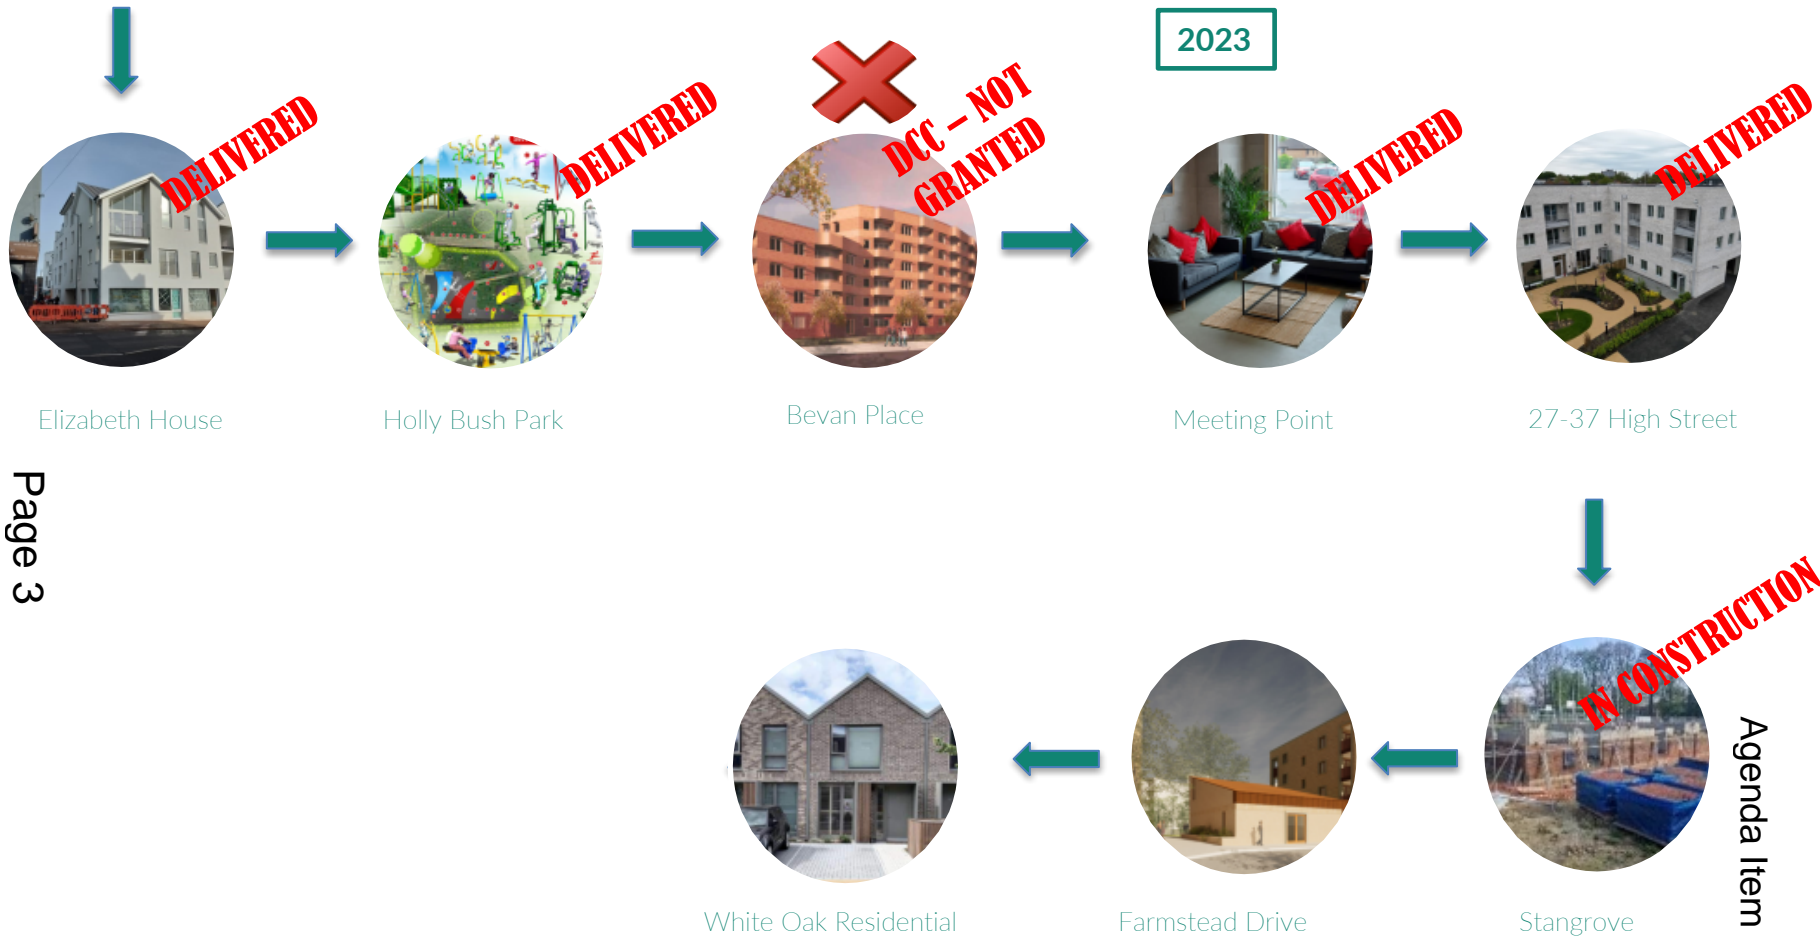 2023
DELIVERED
DELIVERED
DCC – NOT
GRANTED
DELIVERED
DELIVERED
Elizabeth House
Holly Bush Park
Bevan Place
Meeting Point
27-37 High Street
Page 3
IN CONSTRUCTION
Agenda Item
White Oak Residential
Farmstead Drive
Stangrove